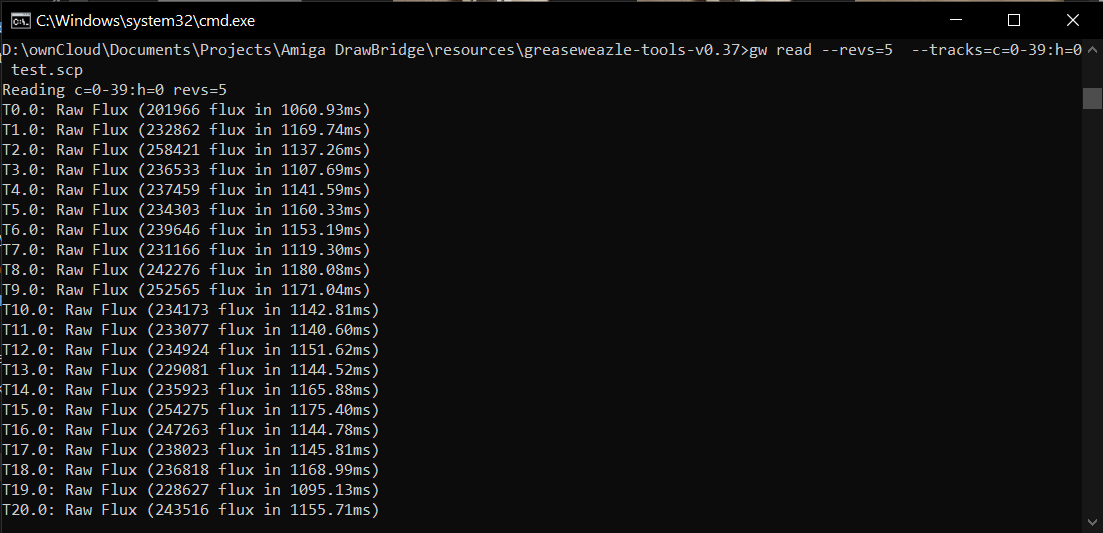 C:\Windows\system32\cmd.exe
D:\ownCloud\Documents\Projects\Amiga DrawBridge\resources\greaseweazle-tools-v0.37>gw read --revs=5  --tracks=c=0-39:h=0
 test.scp
Reading c=0-39:h=0 revs=5
T0.0: Raw Flux (201966 flux in 1060.93ms)
T1.0: Raw Flux (232862 flux in 1169.74ms)
T2.0: Raw Flux (258421 flux in 1137.26ms)
T3.0: Raw Flux (236533 flux in 1107.69ms)
T4.0: Raw Flux (237459 flux in 1141.59ms)
T5.0: Raw Flux (234303 flux in 1160.33ms)
T6.0: Raw Flux (239646 flux in 1153.19ms)
T7.0: Raw Flux (231166 flux in 1119.30ms)
T8.0: Raw Flux (242276 flux in 1180.08ms)
T9.0: Raw Flux (252565 flux in 1171.04ms)
T10.0: Raw Flux (234173 flux in 1142.81ms)
T11.0: Raw Flux (233077 flux in 1140.60ms)
T12.0: Raw Flux (234924 flux in 1151.62ms)
T13.0: Raw Flux (229081 flux in 1144.52ms)
T14.0: Raw Flux (235923 flux in 1165.88ms)
T15.0: Raw Flux (254275 flux in 1175.40ms)
T16.0: Raw Flux (247263 flux in 1144.78ms)
T17.0: Raw Flux (238023 flux in 1145.81ms)
T18.0: Raw Flux (236818 flux in 1168.99ms)
T19.0: Raw Flux (228627 flux in 1095.13ms)
T20.0: Raw Flux (243516 flux in 1155.71ms)